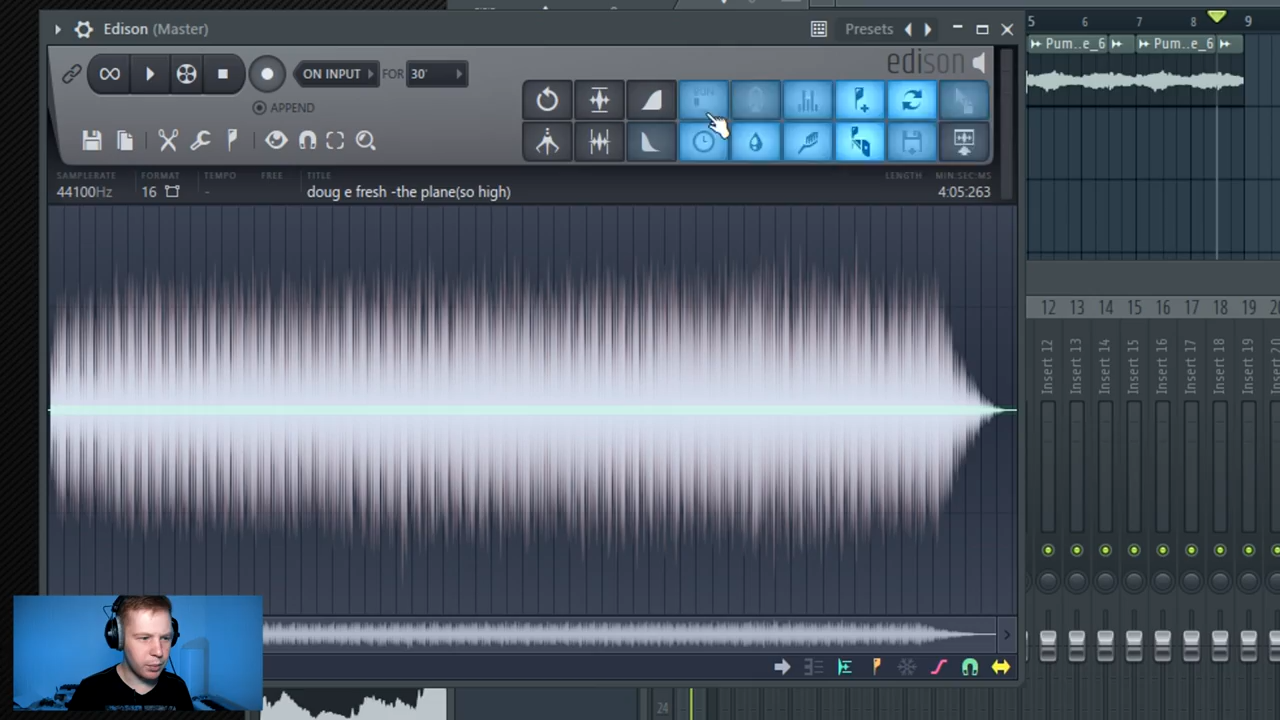 Edison (Master)
Presets
5 6 7 8 9
Pum..e_6 Pum..e_6
ON INPUT FOR 30'
edison
APPEND
RUN
SAMPLERATE FORMAT TEMPO FREE TITLE LENGTH MIN:SEC:MS
44100Hz 16 - doug e fresh -the plane(so high) 4:05:263
12 13 14 15 16 17 18 19 20
Insert 12
Insert 13
Insert 14
Insert 15
Insert 16
Insert 17
Insert 18
Insert 19
24